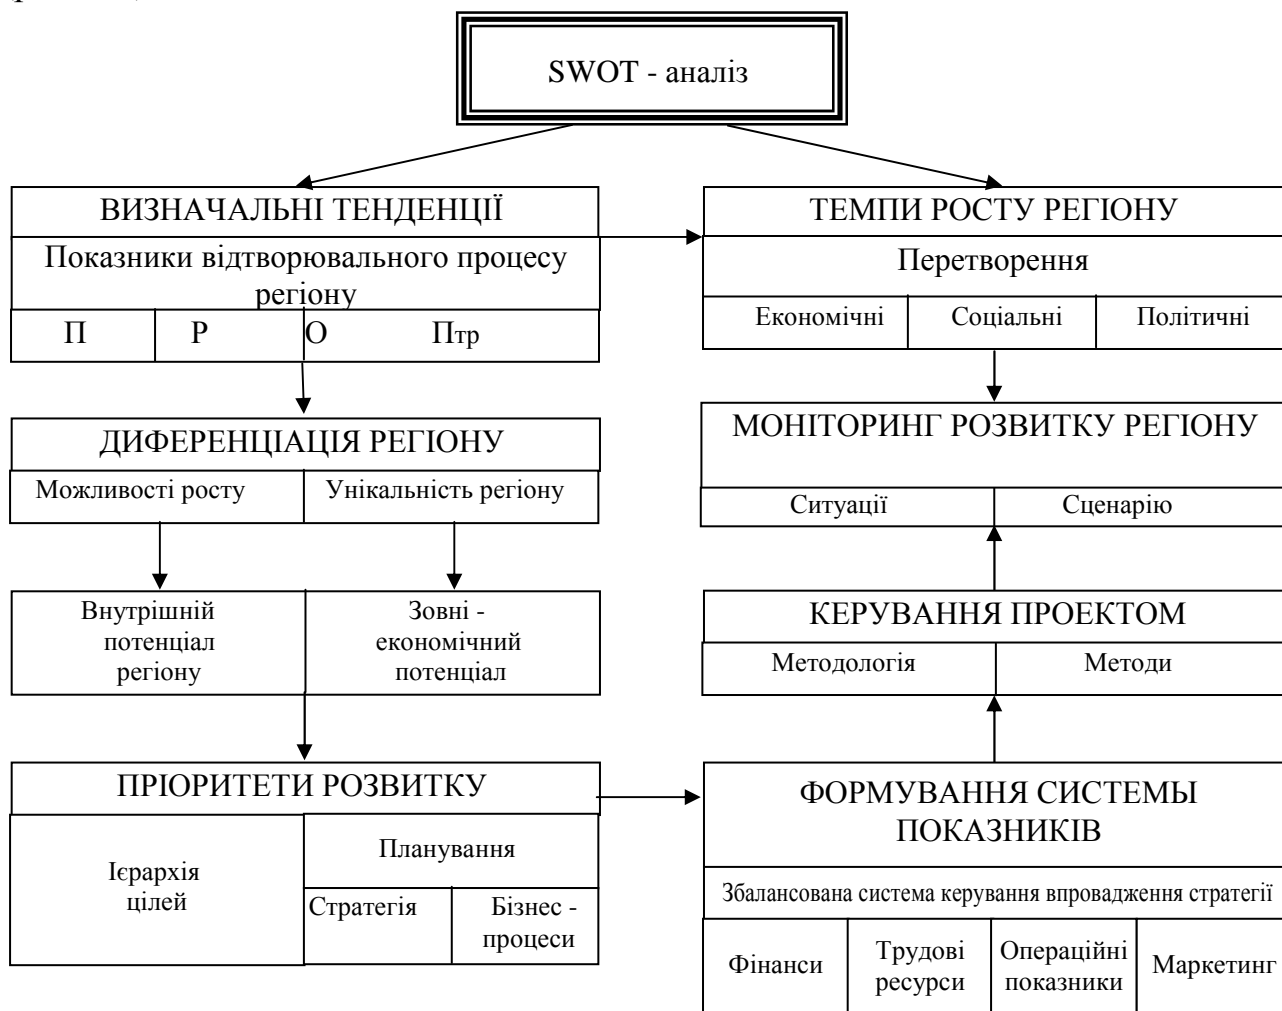 SWOT - аналіз
ВИЗНАЧАЛЬНІ ТЕНДЕНЦІЇ
Показники відтворювального процесу
регіону
П Р О Птр
ТЕМПИ РОСТУ РЕГІОНУ
Перетворення
Економічні Соціальні Політичні
ДИФЕРЕНЦІАЦІЯ РЕГІОНУ
Можливості росту Унікальність регіону
МОНІТОРИНГ РОЗВИТКУ РЕГІОНУ
Ситуації Сценарію
Внутрішній
потенціал
регіону
Зовні -
економічний
потенціал
КЕРУВАННЯ ПРОЕКТОМ
Методологія Методи
ПРІОРИТЕТИ РОЗВИТКУ
Ієрархія
цілей
Планування
Стратегія
Бізнес -
процеси
ФОРМУВАННЯ СИСТЕМЫ
ПОКАЗНИКІВ
Збалансована система керування впровадження стратегії
Фінанси
Трудові
ресурси
Операційні
показники
Маркетинг